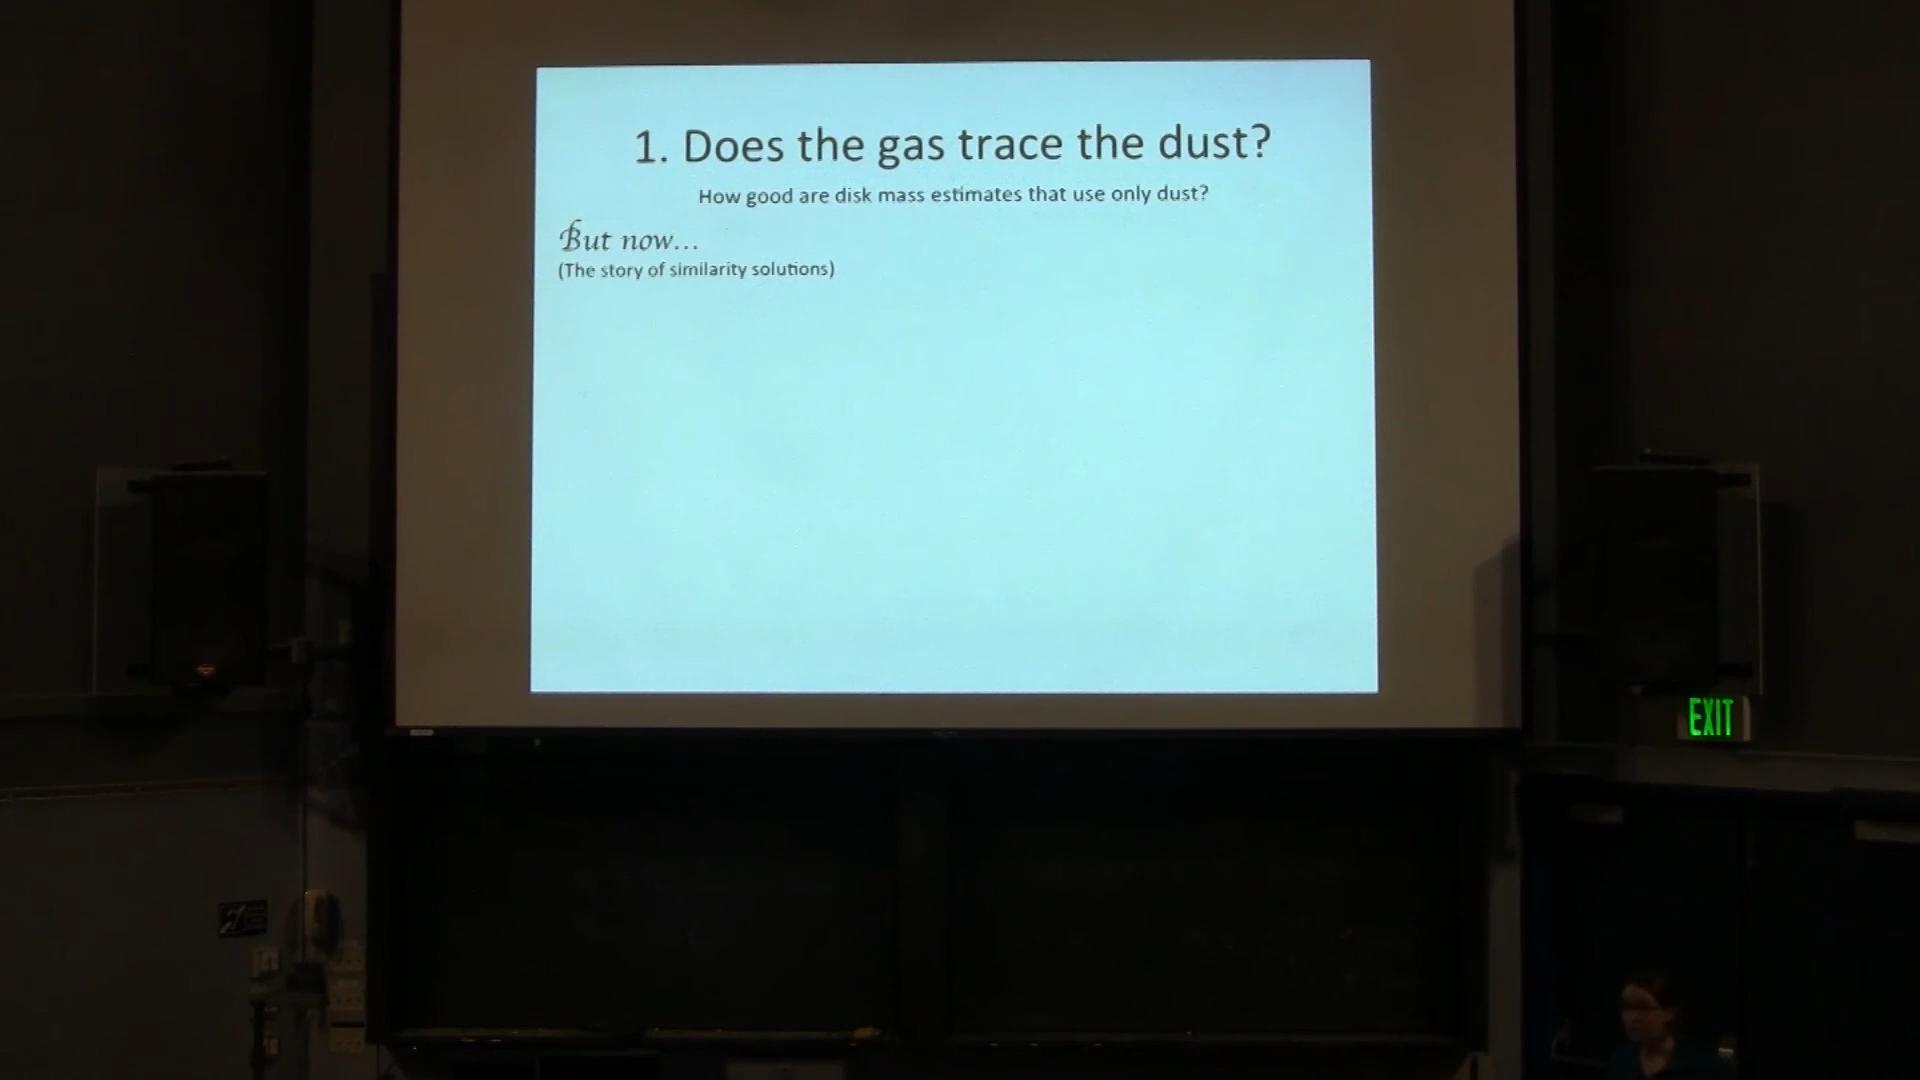 1. Does the gas trace the dust?
How good are disk mass estimates that use only dust?
But now...
(The story of similarity solutions)
EXIT